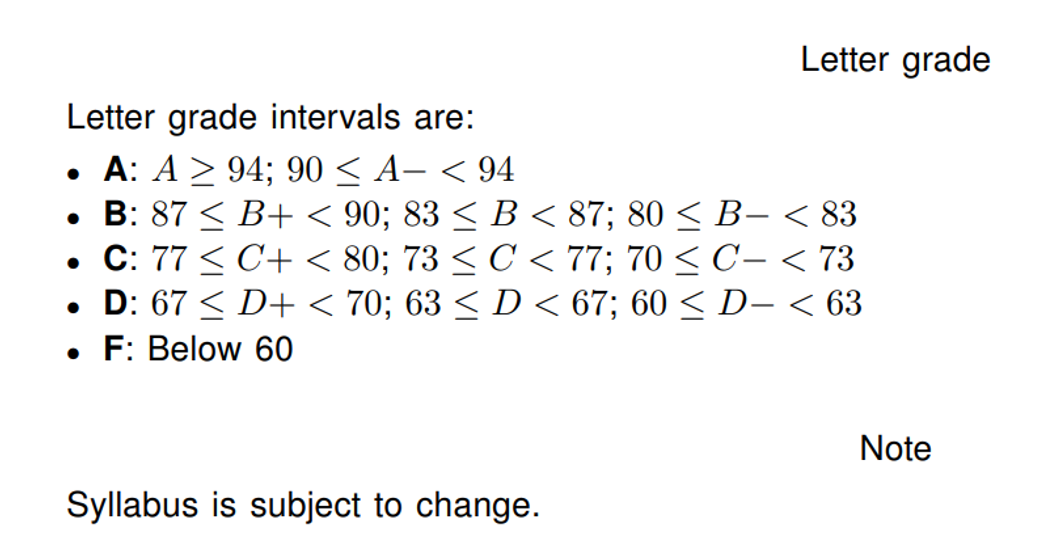 Letter grade
Letter grade intervals are:
• A: A ≥ 94; 90 ≤ A− < 94
• B: 87 ≤ B+ < 90; 83 ≤ B < 87; 80 ≤ B− < 83
• C: 77 ≤ C+ < 80; 73 ≤ C < 77; 70 ≤ C− < 73
• D: 67 ≤ D+ < 70; 63 ≤ D < 67; 60 ≤ D− < 63
• F: Below 60
Note
Syllabus is subject to change.